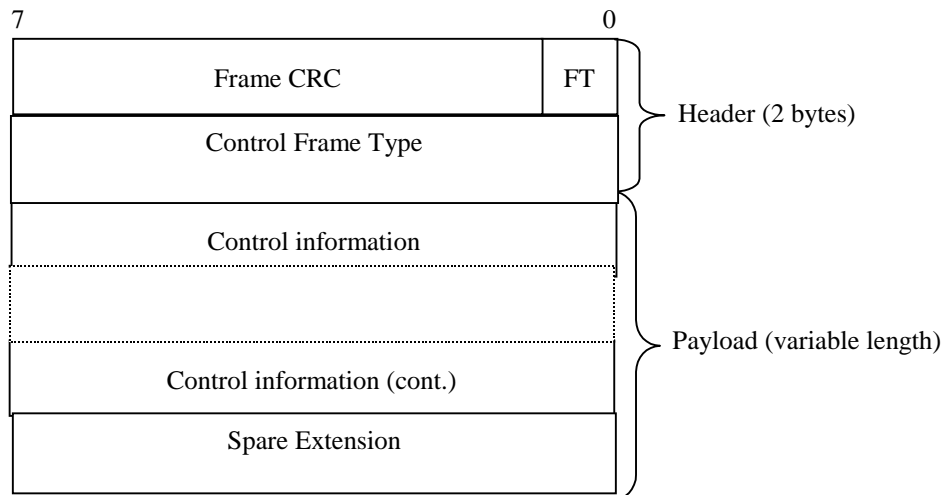 7 0
Frame CRC FT
Header (2 bytes)
Control Frame Type
Control information
Payload (variable length)
Control information (cont.)
Spare Extension